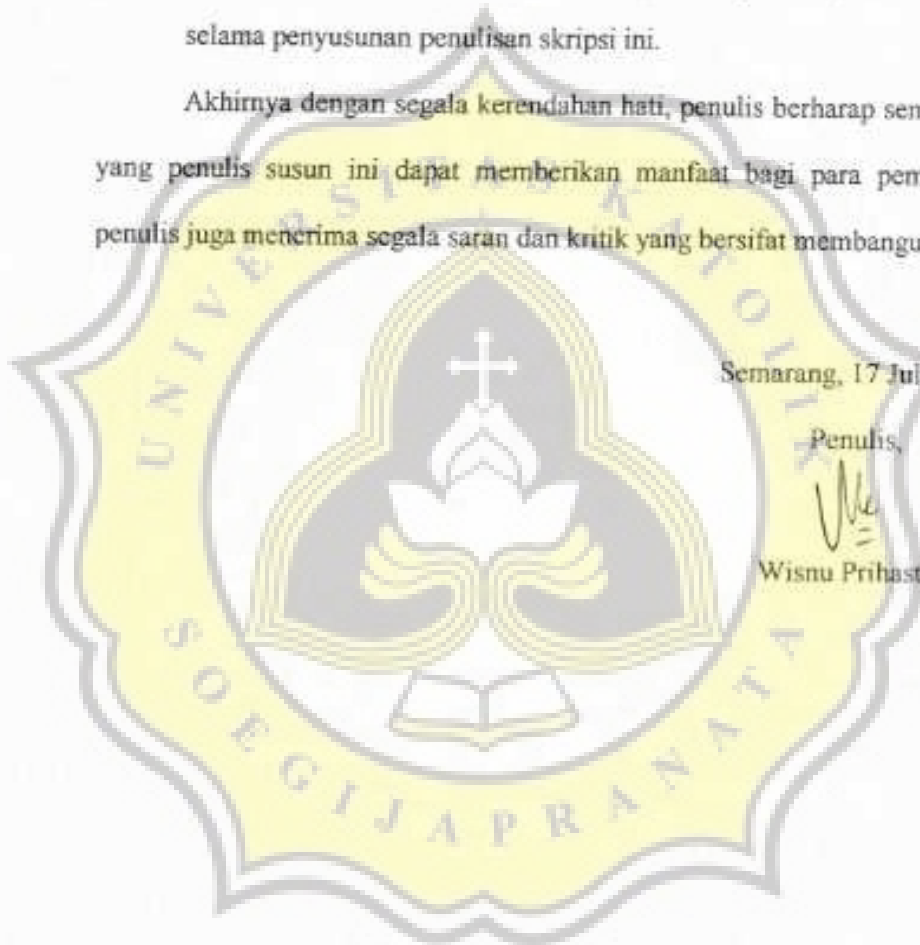 selama penyusunan penulisan skripsi ini.
Akhirnya dengan segala kerendahan hati, penulis berharap sem
yang penulis susun ini dapat memberikan manfaat bagi para pem
penulis juga menerima segala saran dan kritik yang bersifat membangu
Semarang, 17 Jul
Penulis,
Wisnu Prihast
UNIVERSITAS KATOLIK
SOEGIJAPRANATA